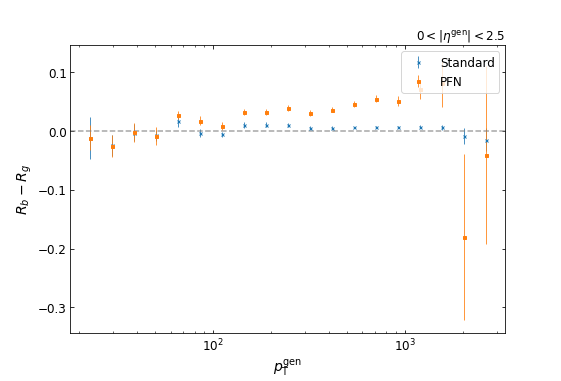 0 < |η^gen| < 2.5
Standard
PFN
0.1
0.0
−0.1
−0.2
−0.3
R_b − R_g
10^2
10^3
p_T^gen